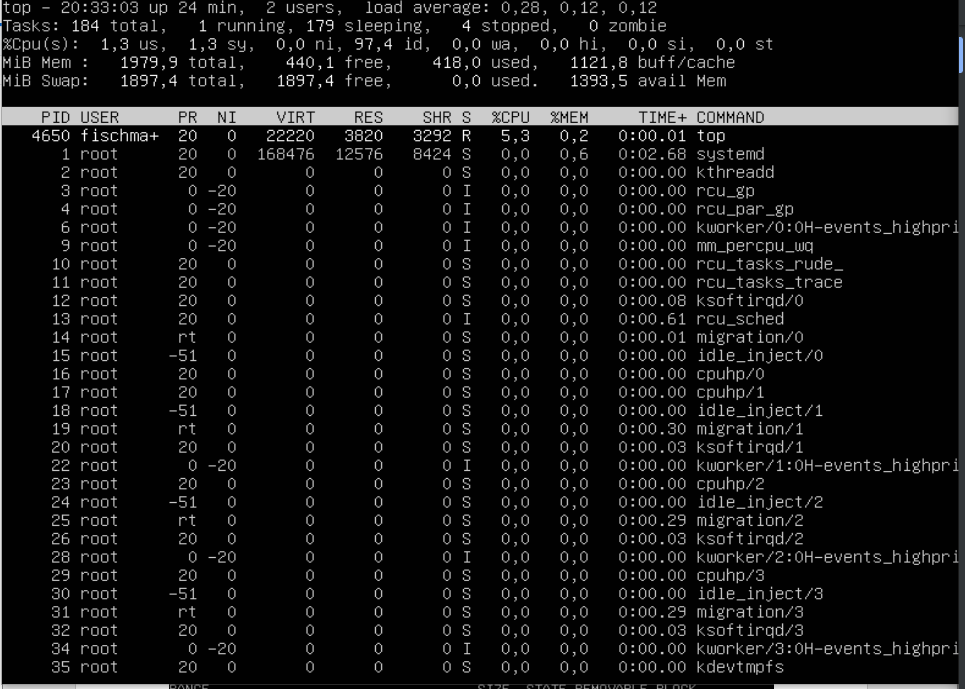 top - 20:33:03 up 24 min,  2 users,  load average: 0,28, 0,12, 0,12
Tasks: 184 total,   1 running, 179 sleeping,   4 stopped,   0 zombie
%Cpu(s):  1,3 us,  1,3 sy,  0,0 ni, 97,4 id,  0,0 wa,  0,0 hi,  0,0 si,  0,0 st
MiB Mem :   1979,9 total,    440,1 free,    418,0 used,   1121,8 buff/cache
MiB Swap:   1897,4 total,   1897,4 free,      0,0 used.   1393,5 avail Mem
PID USER      PR  NI    VIRT    RES    SHR S  %CPU  %MEM     TIME+ COMMAND
4650 fischma+  20   0   22220   3820   3292 R   5,3   0,2   0:00.01 top
1 root      20   0  168476  12576   8424 S   0,0   0,6   0:02.68 systemd
2 root      20   0       0      0      0 S   0,0   0,0   0:00.00 kthreadd
3 root       0 -20       0      0      0 I   0,0   0,0   0:00.00 rcu_gp
4 root       0 -20       0      0      0 I   0,0   0,0   0:00.00 rcu_par_gp
6 root       0 -20       0      0      0 I   0,0   0,0   0:00.00 kworker/0:0H-events_highpri
9 root       0 -20       0      0      0 I   0,0   0,0   0:00.00 mm_percpu_wq
10 root      20   0       0      0      0 S   0,0   0,0   0:00.00 rcu_tasks_rude_
11 root      20   0       0      0      0 S   0,0   0,0   0:00.00 rcu_tasks_trace
12 root      20   0       0      0      0 S   0,0   0,0   0:00.08 ksoftirqd/0
13 root      20   0       0      0      0 I   0,0   0,0   0:00.61 rcu_sched
14 root      rt   0       0      0      0 S   0,0   0,0   0:00.01 migration/0
15 root     -51   0       0      0      0 S   0,0   0,0   0:00.00 idle_inject/0
16 root      20   0       0      0      0 S   0,0   0,0   0:00.00 cpuhp/0
17 root      20   0       0      0      0 S   0,0   0,0   0:00.00 cpuhp/1
18 root     -51   0       0      0      0 S   0,0   0,0   0:00.00 idle_inject/1
19 root      rt   0       0      0      0 S   0,0   0,0   0:00.30 migration/1
20 root      20   0       0      0      0 S   0,0   0,0   0:00.03 ksoftirqd/1
22 root       0 -20       0      0      0 I   0,0   0,0   0:00.00 kworker/1:0H-events_highpri
23 root      20   0       0      0      0 S   0,0   0,0   0:00.00 cpuhp/2
24 root     -51   0       0      0      0 S   0,0   0,0   0:00.00 idle_inject/2
25 root      rt   0       0      0      0 S   0,0   0,0   0:00.29 migration/2
26 root      20   0       0      0      0 S   0,0   0,0   0:00.03 ksoftirqd/2
28 root       0 -20       0      0      0 I   0,0   0,0   0:00.00 kworker/2:0H-events_highpri
29 root      20   0       0      0      0 S   0,0   0,0   0:00.00 cpuhp/3
30 root     -51   0       0      0      0 S   0,0   0,0   0:00.00 idle_inject/3
31 root      rt   0       0      0      0 S   0,0   0,0   0:00.29 migration/3
32 root      20   0       0      0      0 S   0,0   0,0   0:00.03 ksoftirqd/3
34 root       0 -20       0      0      0 I   0,0   0,0   0:00.00 kworker/3:0H-events_highpri
35 root      20   0       0      0      0 S   0,0   0,0   0:00.00 kdevtmpfs
RANGE SIZE STATE REMOVABLE BLOCK